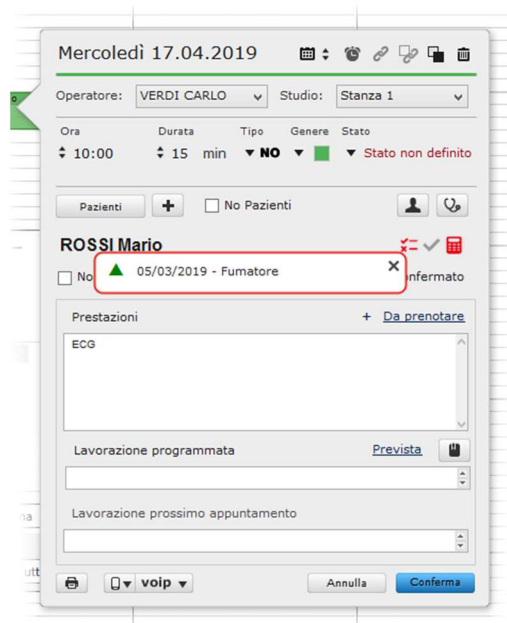 Mercoledì 17.04.2019
Operatore: VERDI CARLO Studio: Stanza 1
Ora Durata Tipo Genere Stato
10:00 15 min NO Stato non definito
Pazienti + No Pazienti
ROSSI Mario
05/03/2019 - Fumatore
No nfermato
Prestazioni + Da prenotare
ECG
Lavorazione programmata Prevista
Lavorazione prossimo appuntamento
voip Annulla Conferma